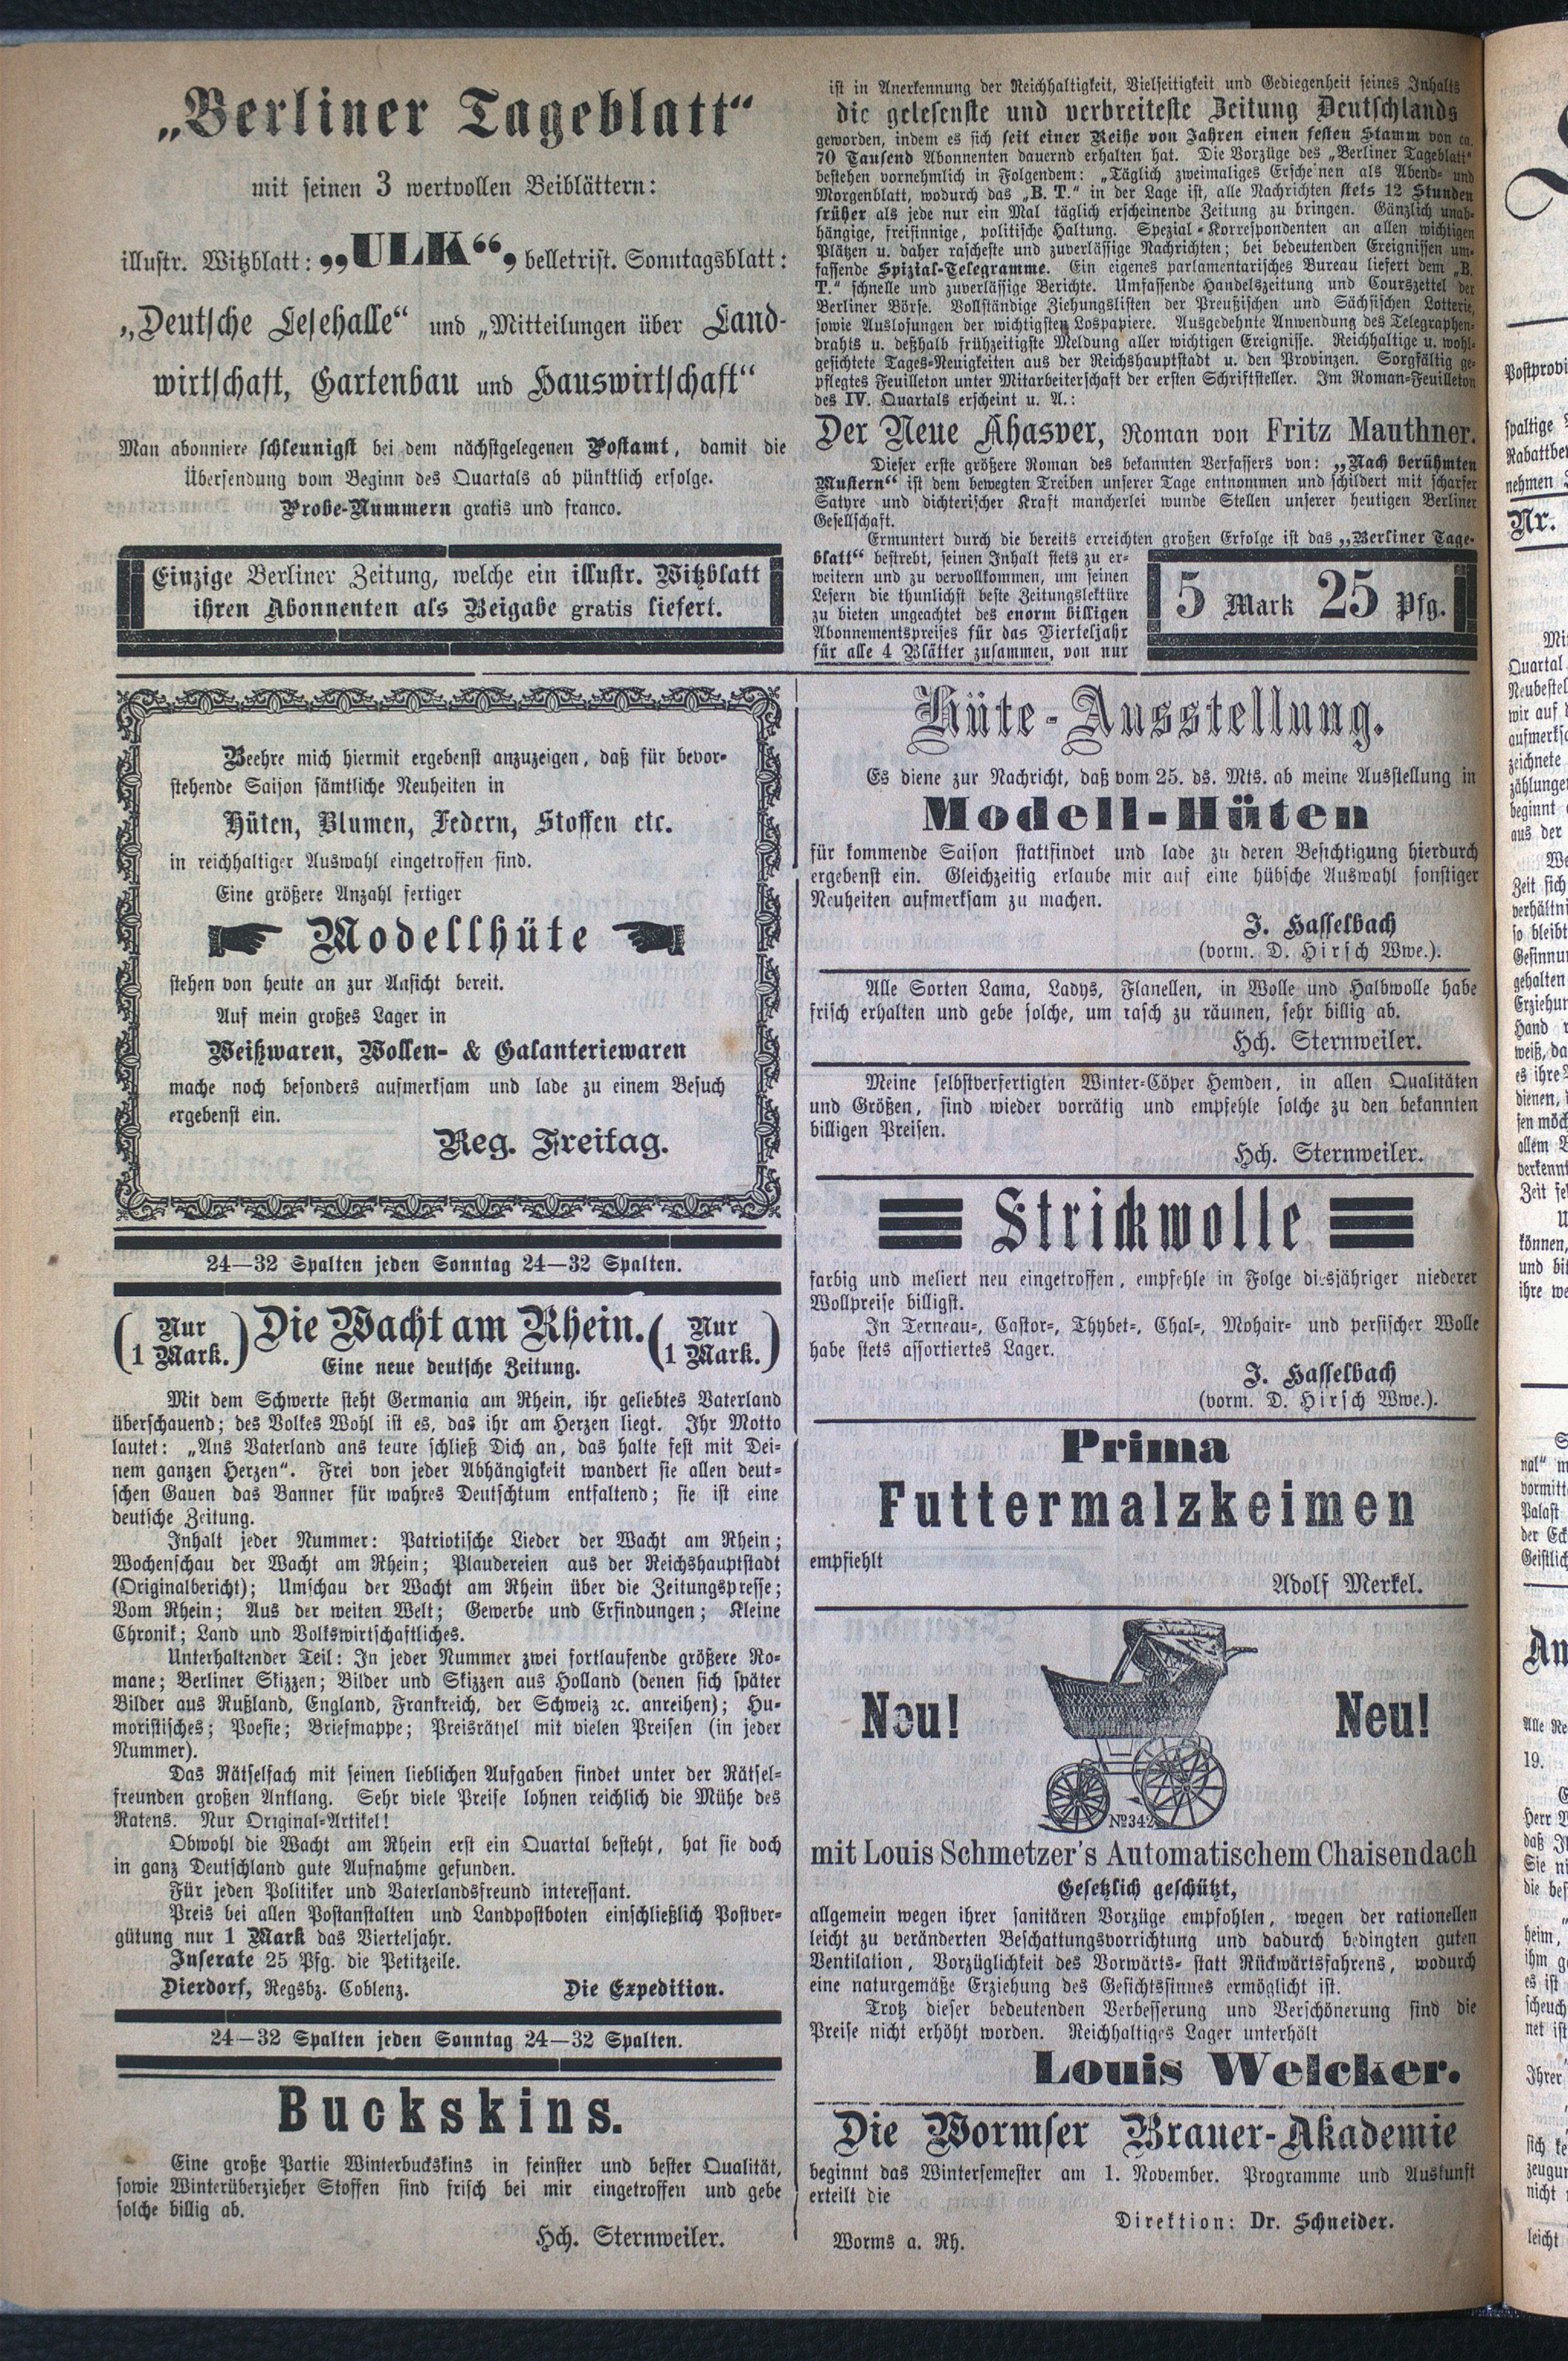 „Berliner Tageblatt“
mit seinen 3 wertvollen Beiblättern:
illustr. Witzblatt: „ULK“, belletrist. Sonntagsblatt:
„Deutsche Lesehalle“ und „Mitteilungen über Land-
wirtschaft, Gartenbau und Hauswirtschaft“
Man abonniere schleunigst bei dem nächstgelegenen Postamt, damit die
Übersendung vom Beginn des Quartals ab pünktlich erfolge.
Probe-Nummern gratis und franco.
Einzige Berliner Zeitung, welche ein illustr. Witzblatt
ihren Abonnenten als Beigabe gratis liefert.
ist in Anerkennung der Reichhaltigkeit, Vielseitigkeit und Gediegenheit seines Inhalts
die gelesenste und verbreiteste Zeitung Deutschlands
geworden, indem es sich seit einer Reihe von Jahren einen festen Stamm von ca.
70 Tausend Abonnenten dauernd erhalten hat. Die Vorzüge des „Berliner Tageblatt“
bestehen vornehmlich in Folgendem: „Täglich zweimaliges Erscheinen als Abend- und
Morgenblatt, wodurch das „B. T.“ in der Lage ist, alle Nachrichten stets 12 Stunden
früher als jede nur ein Mal täglich erscheinende Zeitung zu bringen. Gänzlich unab-
hängige, freisinnige, politische Haltung. Spezial-Korrespondenten an allen wichtigen
Plätzen u. daher rascheste und zuverlässige Nachrichten; bei bedeutenden Ereignissen um-
fassende Spizial-Telegramme. Ein eigenes parlamentarisches Bureau liefert dem „B.
T.“ schnelle und zuverlässige Berichte. Umfassende Handelszeitung und Courszettel der
Berliner Börse. Vollständige Ziehungslisten der Preußischen und Sächsischen Lotterie,
sowie Auslosungen der wichtigsten Lospapiere. Ausgedehnte Anwendung des Telegraphen-
drahts u. deßhalb frühzeitigste Meldung aller wichtigen Ereignisse. Reichhaltige u. wohl-
gesichtete Tages-Neuigkeiten aus der Reichshauptstadt u. den Provinzen. Sorgfältig ge-
pflegtes Feuilleton unter Mitarbeiterschaft der ersten Schriftsteller. Im Roman-Feuilleton
des IV. Quartals erscheint u. A.:
Der Neue Ahasver, Roman von Fritz Mauthner.
Dieser erste größere Roman des bekannten Verfassers von: „Nach berühmten
Mustern“ ist dem bewegten Treiben unserer Tage entnommen und schildert mit scharfer
Satyre und dichterischer Kraft mancherlei wunde Stellen unserer heutigen Berliner
Gesellschaft.
Ermuntert durch die bereits erreichten großen Erfolge ist das „Berliner Tage-
blatt“ bestrebt, seinen Inhalt stets zu er-
weitern und zu vervollkommen, um seinen
Lesern die thunlichst beste Zeitungslektüre
zu bieten ungeachtet des enorm billigen
Abonnementspreises für das Vierteljahr
für alle 4 Blätter zusammen, von nur
5 Mark 25 Pfg.
Beehre mich hiermit ergebenst anzuzeigen, daß für bevor-
stehende Saison sämtliche Neuheiten in
Hüten, Blumen, Federn, Stoffen etc.
in reichhaltiger Auswahl eingetroffen sind.
Eine größere Anzahl fertiger
Modellhüte
stehen von heute an zur Ansicht bereit.
Auf mein großes Lager in
Weißwaren, Wollen- & Galanteriewaren
mache noch besonders aufmerksam und lade zu einem Besuch
ergebenst ein.
Reg. Freitag.
24—32 Spalten jeden Sonntag 24—32 Spalten.
(Nur 1 Mark.) Die Wacht am Rhein. (Nur 1 Mark.)
Eine neue deutsche Zeitung.
Mit dem Schwerte steht Germania am Rhein, ihr geliebtes Vaterland
überschauend; des Volkes Wohl ist es, das ihr am Herzen liegt. Ihr Motto
lautet: „Ans Vaterland ans teure schließ Dich an, das halte fest mit Dei-
nem ganzen Herzen“. Frei von jeder Abhängigkeit wandert sie allen deut-
schen Gauen das Banner für wahres Deutschtum entfaltend; sie ist eine
deutsche Zeitung.
Inhalt jeder Nummer: Patriotische Lieder der Wacht am Rhein;
Wochenschau der Wacht am Rhein; Plaudereien aus der Reichshauptstadt
(Originalbericht); Umschau der Wacht am Rhein über die Zeitungspresse;
Vom Rhein; Aus der weiten Welt; Gewerbe und Erfindungen; Kleine
Chronik; Land und Volkswirtschaftliches.
Unterhaltender Teil: In jeder Nummer zwei fortlaufende größere Ro-
mane; Berliner Skizzen; Bilder und Skizzen aus Holland (denen sich später
Bilder aus Rußland, England, Frankreich, der Schweiz ꝛc. anreihen); Hu-
moristisches; Poesie; Briefmappe; Preisrätsel mit vielen Preisen (in jeder
Nummer).
Das Rätselfach mit seinen lieblichen Aufgaben findet unter der Rätsel-
freunden großen Anklang. Sehr viele Preise lohnen reichlich die Mühe des
Ratens. Nur Original-Artikel!
Obwohl die Wacht am Rhein erst ein Quartal besteht, hat sie doch
in ganz Deutschland gute Aufnahme gefunden.
Für jeden Politiker und Vaterlandsfreund interessant.
Preis bei allen Postanstalten und Landpostboten einschließlich Postver-
gütung nur 1 Mark das Vierteljahr.
Inserate 25 Pfg. die Petitzeile.
Dierdorf, Regsbz. Coblenz. Die Expedition.
24—32 Spalten jeden Sonntag 24—32 Spalten.
Buckskins.
Eine große Partie Winterbuckskins in feinster und bester Qualität,
sowie Winterüberzieher Stoffen sind frisch bei mir eingetroffen und gebe
solche billig ab.
Hch. Sternweiler.
Hüte-Ausstellung.
Es diene zur Nachricht, daß vom 25. ds. Mts. ab meine Ausstellung in
Modell-Hüten
für kommende Saison stattfindet und lade zu deren Besichtigung hierdurch
ergebenst ein. Gleichzeitig erlaube mir auf eine hübsche Auswahl sonstiger
Neuheiten aufmerksam zu machen.
J. Hasselbach
(vorm. D. Hirsch Wwe.).
Alle Sorten Lama, Ladys, Flanellen, in Wolle und Halbwolle habe
frisch erhalten und gebe solche, um rasch zu räumen, sehr billig ab.
Hch. Sternweiler.
Meine selbstverfertigten Winter-Cöper Hemden, in allen Qualitäten
und Größen, sind wieder vorrätig und empfehle solche zu den bekannten
billigen Preisen.
Hch. Sternweiler.
Strickwolle
farbig und meliert neu eingetroffen, empfehle in Folge diesjähriger niederer
Wollpreise billigst.
In Terneau-, Castor-, Thybet-, Chal-, Mohair- und persischer Wolle
habe stets assortiertes Lager.
J. Hasselbach
(vorm. D. Hirsch Wwe.).
Prima
Futtermalzkeimen
empfiehlt
Adolf Merkel.
Neu! Neu!
No 342
mit Louis Schmetzer's Automatischem Chaisendach
Gesetzlich geschützt,
allgemein wegen ihrer sanitären Vorzüge empfohlen, wegen der rationellen
leicht zu veränderten Beschattungsvorrichtung und dadurch bedingten guten
Ventilation, Vorzüglichkeit des Vorwärts- statt Rückwärtsfahrens, wodurch
eine naturgemäße Erziehung des Gesichtssinnes ermöglicht ist.
Trotz dieser bedeutenden Verbesserung und Verschönerung sind die
Preise nicht erhöht worden. Reichhaltiges Lager unterhält
Louis Welcker.
Die Wormser Brauer-Akademie
beginnt das Wintersemester am 1. November. Programme und Auskunft
erteilt die
Direktion: Dr. Schneider.
Worms a. Rh.